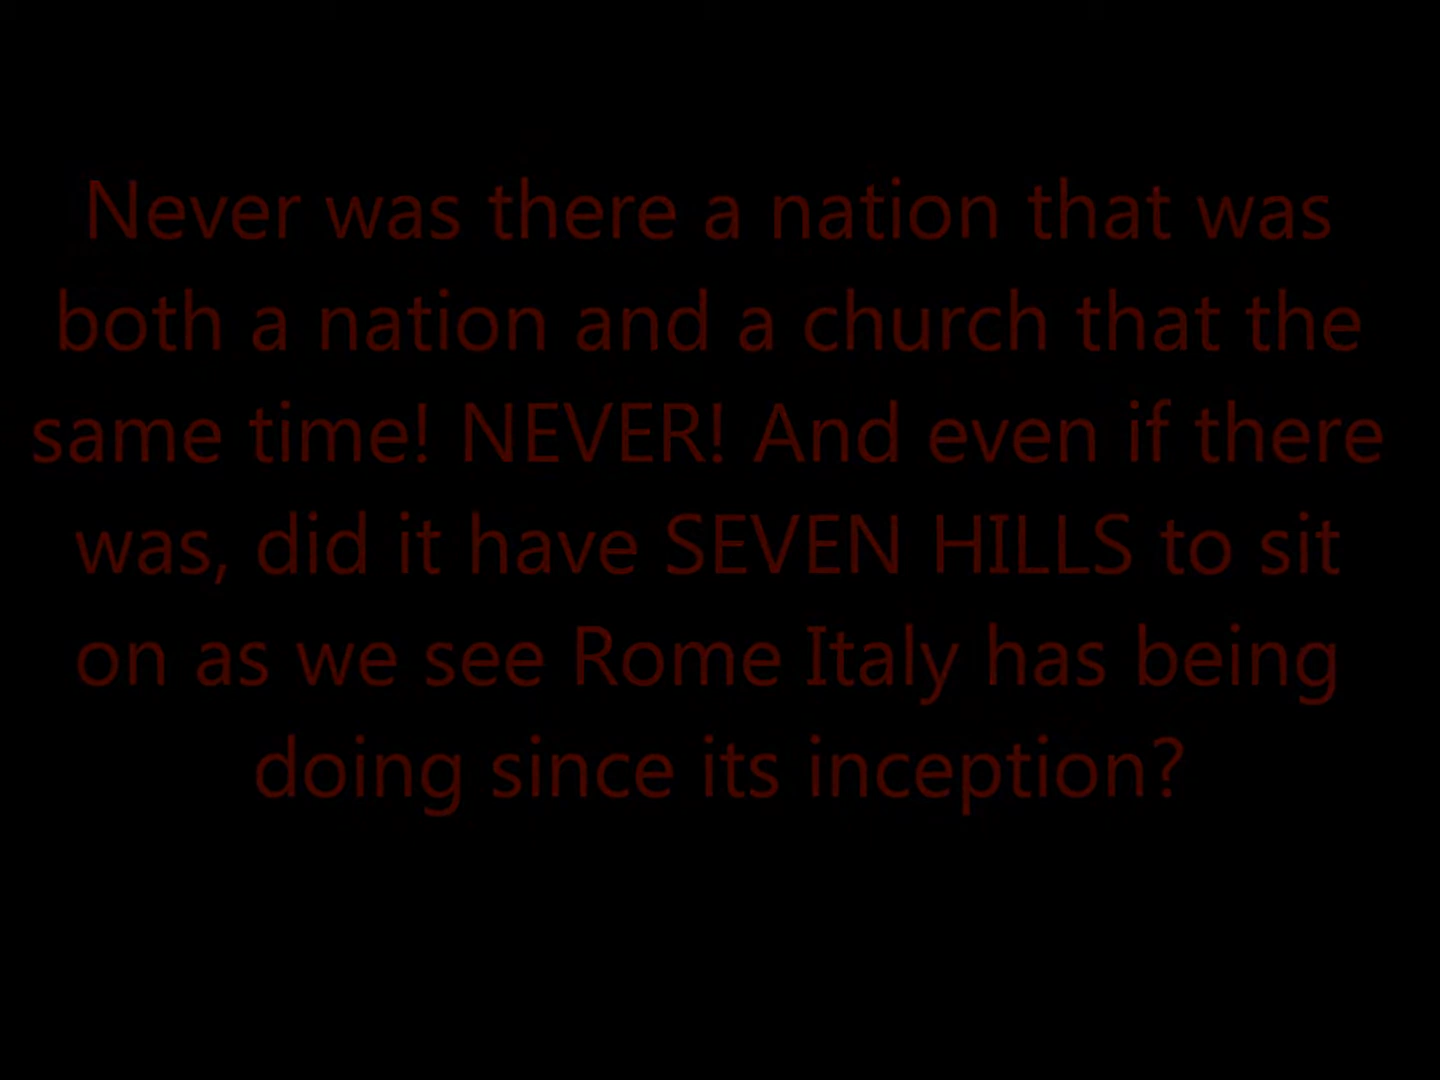 Never was there a nation that was
both a nation and a church that the
same time! NEVER! And even if there
was, did it have SEVEN HILLS to sit
on as we see Rome Italy has being
doing since its inception?